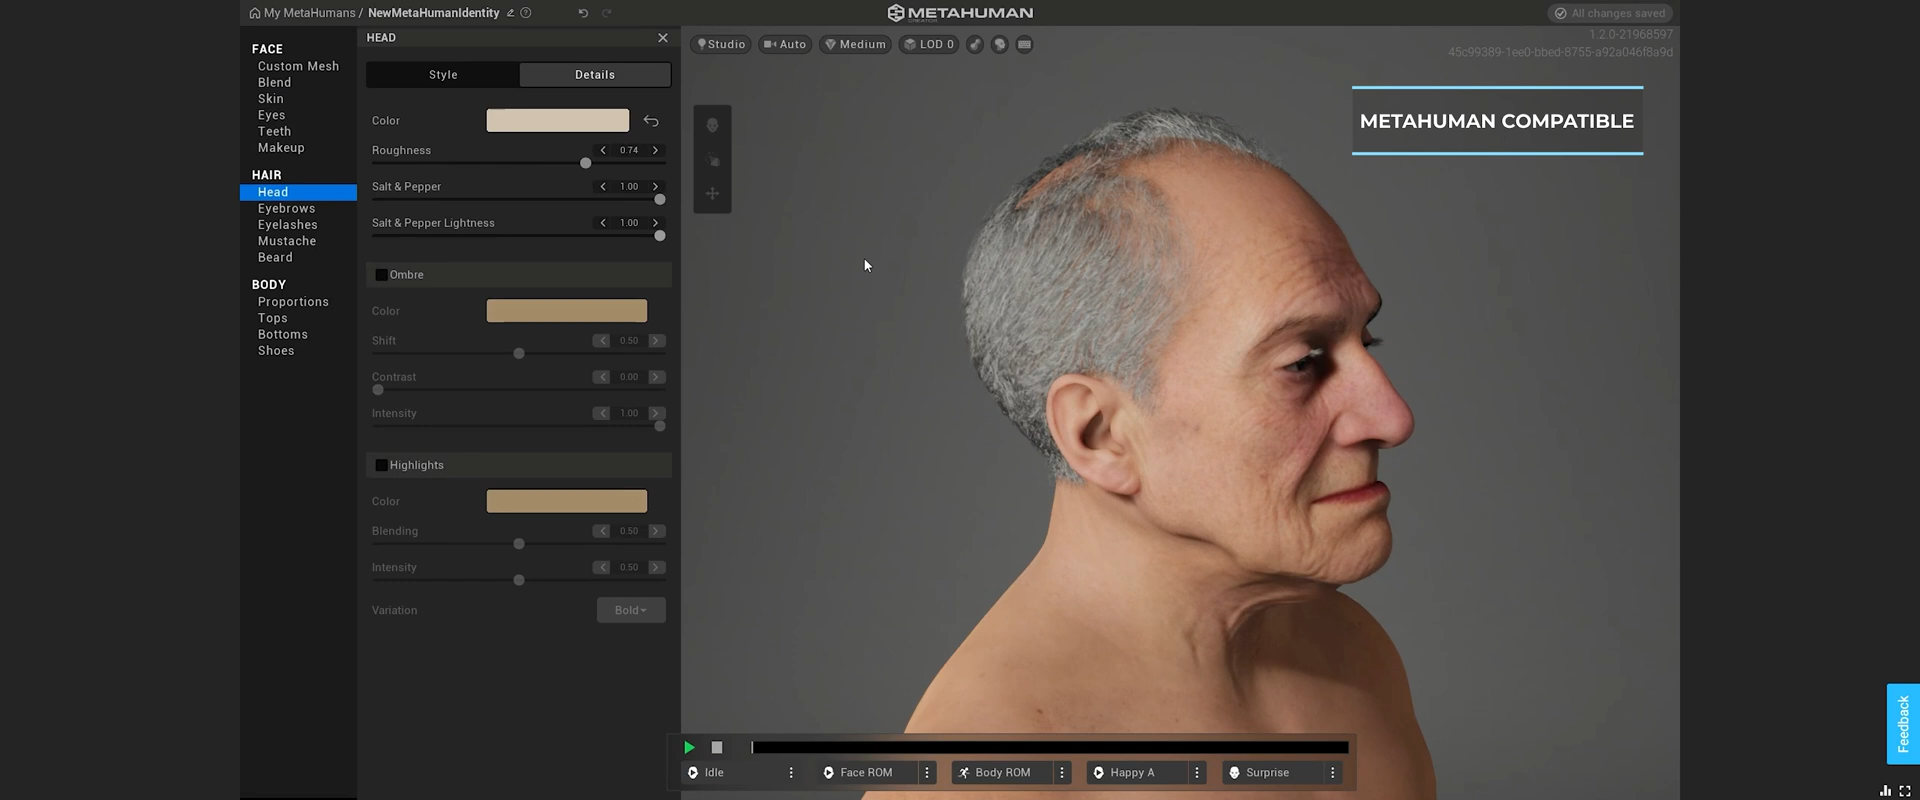 My MetaHumans / NewMetaHumanIdentity
METAHUMAN
CREATOR
All changes saved
FACE
Custom Mesh
Blend
Skin
Eyes
Teeth
Makeup
HAIR
Head
Eyebrows
Eyelashes
Mustache
Beard
BODY
Proportions
Tops
Bottoms
Shoes
HEAD
Style
Details
Color
Roughness 0.74
Salt & Pepper 1.00
Salt & Pepper Lightness 1.00
Ombre
Color
Shift 0.50
Contrast 0.00
Intensity 1.00
Highlights
Color
Blending 0.50
Intensity 0.50
Variation Bold
Studio Auto Medium LOD 0
1.2.0-21968597
45c99389-1ee0-bbed-8755-a92a046f8a9d
METAHUMAN COMPATIBLE
Idle Face ROM Body ROM Happy A Surprise
Feedback